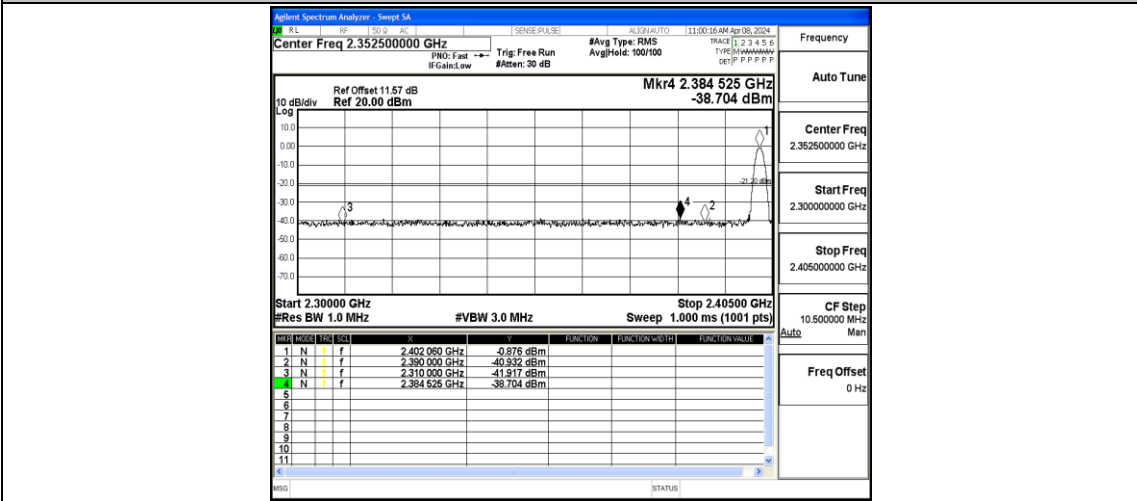 Agilent Spectrum Analyzer - Swept SA
RL RF 50 Ω AC SENSE:PULSE ALIGN AUTO 11:00:16 AM Apr 08, 2024
Center Freq 2.352500000 GHz
PNO: Fast Trig: Free Run #Avg Type: RMS TRACE 1 2 3 4 5 6
IFGain:Low #Atten: 30 dB Avg|Hold: 100/100 TYPE M
DET P P P P P P
Frequency
Mkr4 2.384 525 GHz
-38.704 dBm
Ref Offset 11.57 dB
10 dB/div Ref 20.00 dBm
Log
10.0
0.00
-10.0
-20.0
-30.0
-40.0
-50.0
-60.0
-70.0
1
-21.20 dBm
3
4
2
Start 2.30000 GHz Stop 2.40500 GHz
#Res BW 1.0 MHz #VBW 3.0 MHz Sweep 1.000 ms (1001 pts)
MKR MODE TRC SCL X Y FUNCTION FUNCTION WIDTH FUNCTION VALUE
1 N 1 f 2.402 060 GHz -0.876 dBm
2 N 1 f 2.390 000 GHz -40.932 dBm
3 N 1 f 2.310 000 GHz -41.917 dBm
4 N 1 f 2.384 525 GHz -38.704 dBm
5
6
7
8
9
10
11
MSG STATUS
Auto Tune
Center Freq
2.352500000 GHz
Start Freq
2.300000000 GHz
Stop Freq
2.405000000 GHz
CF Step
10.500000 MHz
Auto Man
Freq Offset
0 Hz